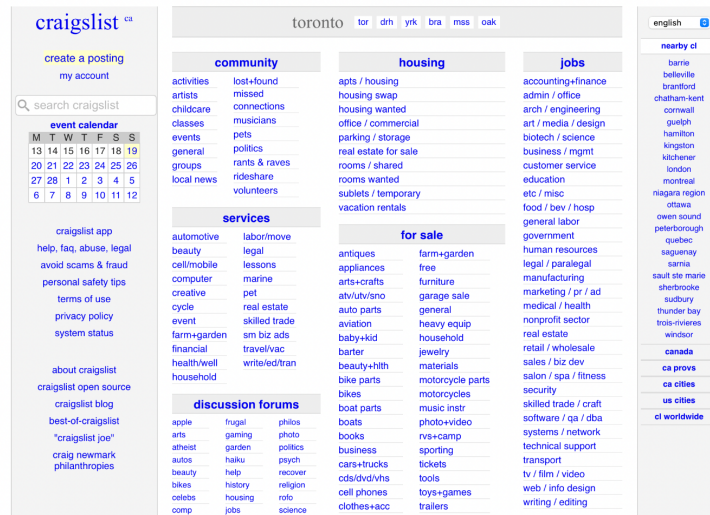 craigslist ca
create a posting
my account
search craigslist
event calendar
M T W T F S S
13 14 15 16 17 18 19
20 21 22 23 24 25 26
27 28 1 2 3 4 5
6 7 8 9 10 11 12
craigslist app
help, faq, abuse, legal
avoid scams & fraud
personal safety tips
terms of use
privacy policy
system status
about craigslist
craigslist open source
craigslist blog
best-of-craigslist
"craigslist joe"
craig newmark
philanthropies
toronto tor drh yrk bra mss oak
community
activities
artists
childcare
classes
events
general
groups
local news
lost+found
missed
connections
musicians
pets
politics
rants & raves
rideshare
volunteers
services
automotive
beauty
cell/mobile
computer
creative
cycle
event
farm+garden
financial
health/well
household
labor/move
legal
lessons
marine
pet
real estate
skilled trade
sm biz ads
travel/vac
write/ed/tran
discussion forums
apple
arts
atheist
autos
beauty
bikes
celebs
comp
frugal
gaming
garden
haiku
help
history
housing
jobs
philos
photo
politics
psych
recover
religion
rofo
science
housing
apts / housing
housing swap
housing wanted
office / commercial
parking / storage
real estate for sale
rooms / shared
rooms wanted
sublets / temporary
vacation rentals
for sale
antiques
appliances
arts+crafts
atv/utv/sno
auto parts
aviation
baby+kid
barter
beauty+hlth
bike parts
bikes
boat parts
boats
books
business
cars+trucks
cds/dvd/vhs
cell phones
clothes+acc
farm+garden
free
furniture
garage sale
general
heavy equip
household
jewelry
materials
motorcycle parts
motorcycles
music instr
photo+video
rvs+camp
sporting
tickets
tools
toys+games
trailers
jobs
accounting+finance
admin / office
arch / engineering
art / media / design
biotech / science
business / mgmt
customer service
education
etc / misc
food / bev / hosp
general labor
government
human resources
legal / paralegal
manufacturing
marketing / pr / ad
medical / health
nonprofit sector
real estate
retail / wholesale
sales / biz dev
salon / spa / fitness
security
skilled trade / craft
software / qa / dba
systems / network
technical support
transport
tv / film / video
web / info design
writing / editing
english
nearby cl
barrie
belleville
brantford
chatham-kent
cornwall
guelph
hamilton
kingston
kitchener
london
montreal
niagara region
ottawa
owen sound
peterborough
quebec
saguenay
sarnia
sault ste marie
sherbrooke
sudbury
thunder bay
trois-rivieres
windsor
canada
ca provs
ca cities
us cities
cl worldwide